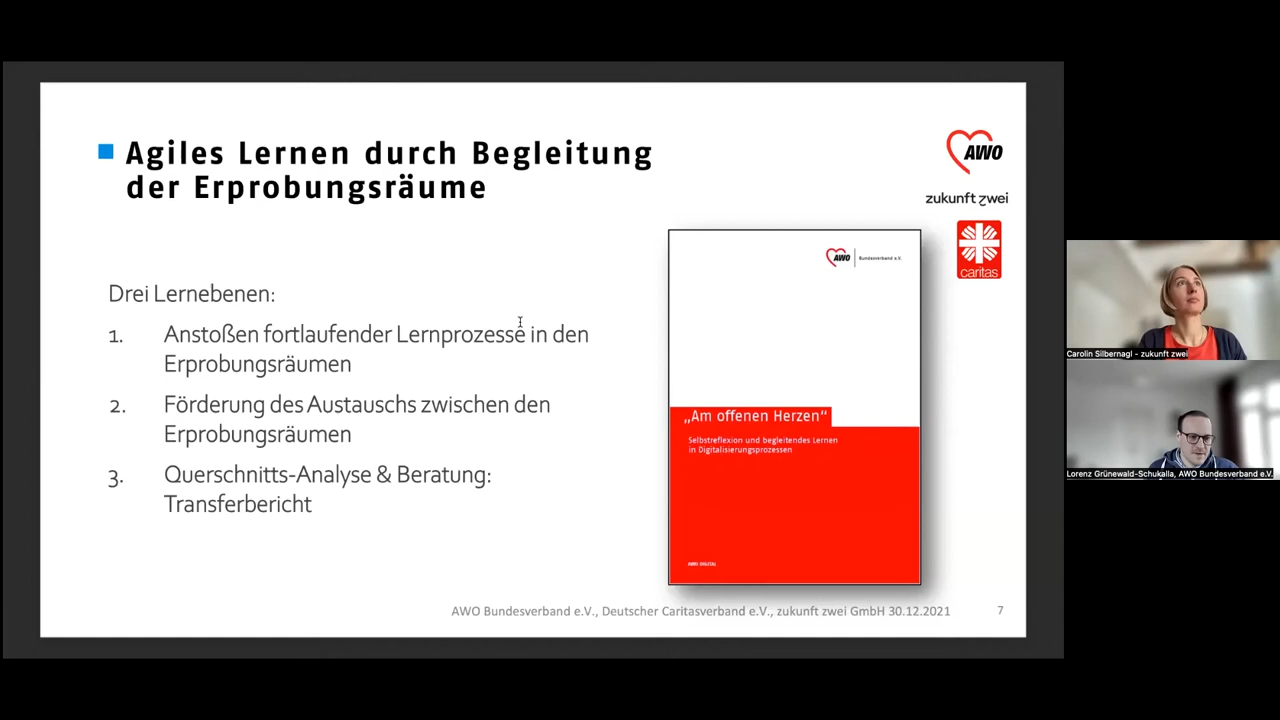 Agiles Lernen durch Begleitung
der Erprobungsräume
AWO
zukunft zwei
caritas
Drei Lernebenen:
1. Anstoßen fortlaufender Lernprozesse in den
Erprobungsräumen
2. Förderung des Austauschs zwischen den
Erprobungsräumen
3. Querschnitts-Analyse & Beratung:
Transferbericht
AWO Bundesverband e.V.
„Am offenen Herzen“
Selbstreflexion und begleitendes Lernen
in Digitalisierungsprozessen
AWO DIGITAL
AWO Bundesverband e.V., Deutscher Caritasverband e.V., zukunft zwei GmbH 30.12.2021 7
Carolin Silbernagl - zukunft zwei
Lorenz Grünewald-Schukalla, AWO Bundesverband e.V.